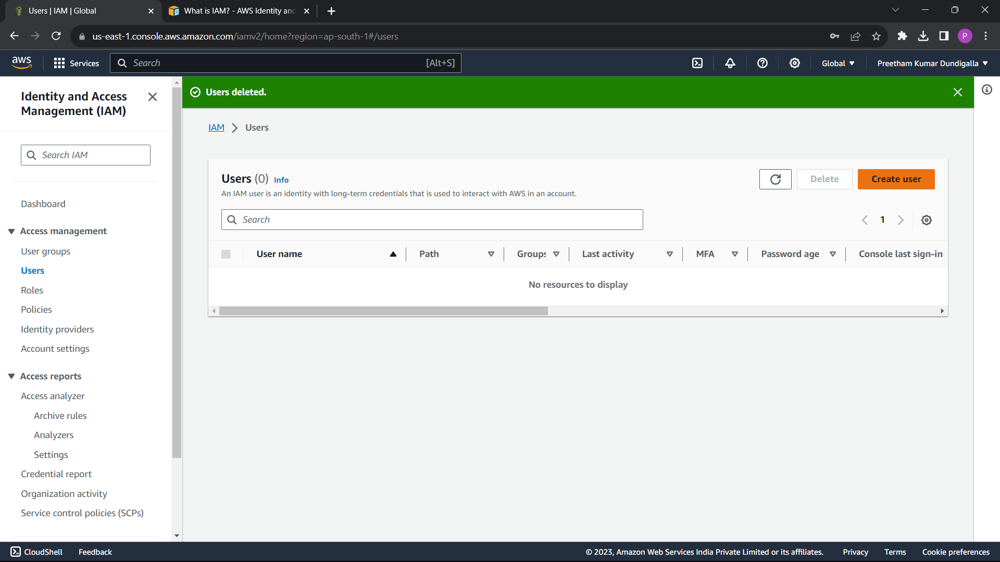 Users | IAM | Global
What is IAM? - AWS Identity and
us-east-1.console.aws.amazon.com/iamv2/home?region=ap-south-1#/users
P
aws
Services
Search
[Alt+S]
Global
Preetham Kumar Dundigalla
Identity and Access
Management (IAM)
Search IAM
Dashboard
Access management
User groups
Users
Roles
Policies
Identity providers
Account settings
Access reports
Access analyzer
Archive rules
Analyzers
Settings
Credential report
Organization activity
Service control policies (SCPs)
Users deleted.
IAM
Users
Users (0) Info
An IAM user is an identity with long-term credentials that is used to interact with AWS in an account.
Delete
Create user
Search
1
User name
Path
Groups
Last activity
MFA
Password age
Console last sign-in
No resources to display
CloudShell
Feedback
© 2023, Amazon Web Services India Private Limited or its affiliates.
Privacy
Terms
Cookie preferences